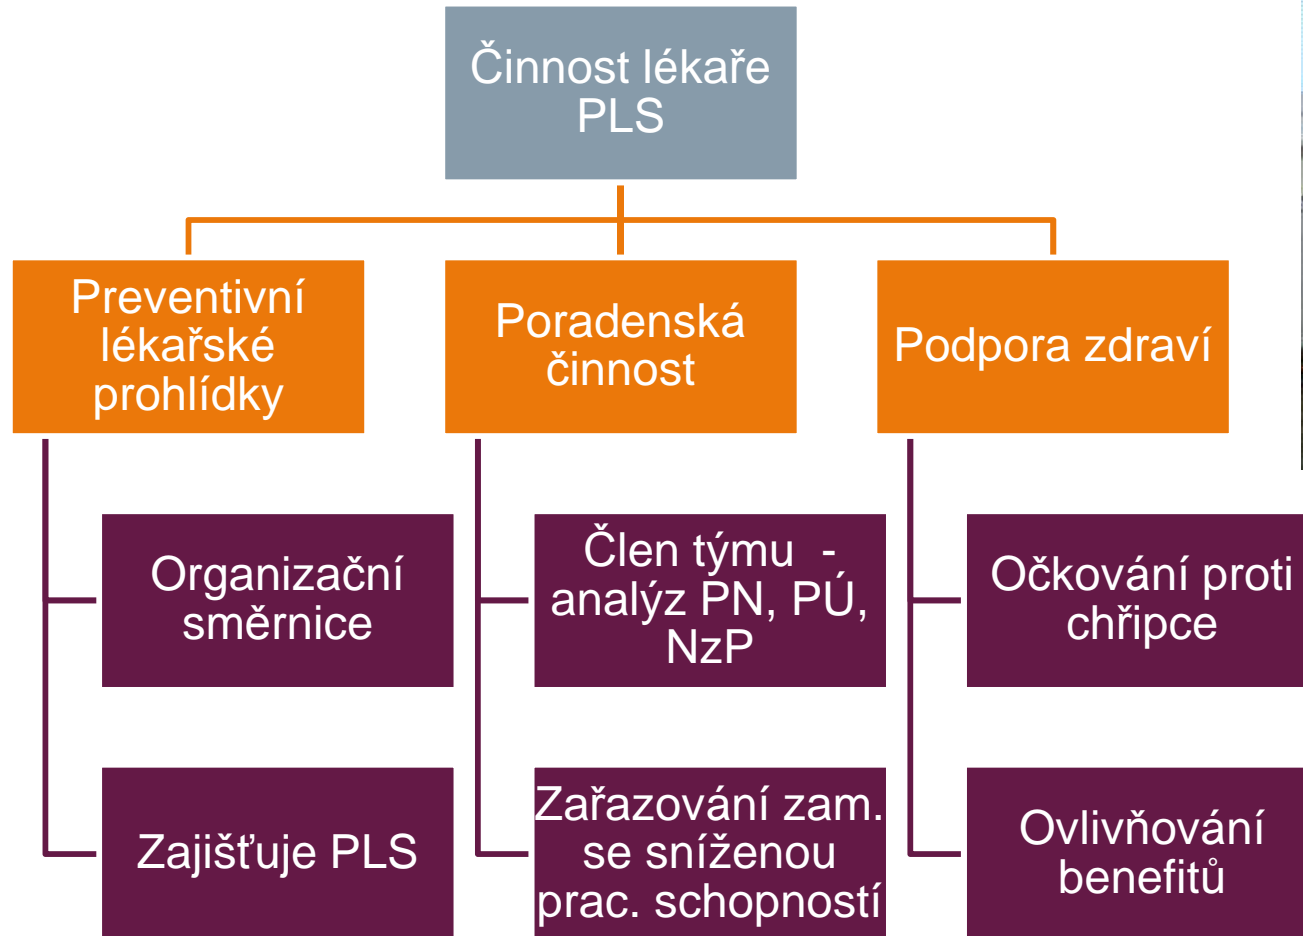 Činnost lékaře
PLS
Preventivní
lékařské
prohlídky
Poradenská
činnost
Podpora zdraví
Organizační
směrnice
Člen týmu -
analýz PN, PÚ,
NzP
Očkování proti
chřipce
Zajišťuje PLS
Zařazování zam.
se sníženou
prac. schopností
Ovlivňování
benefitů